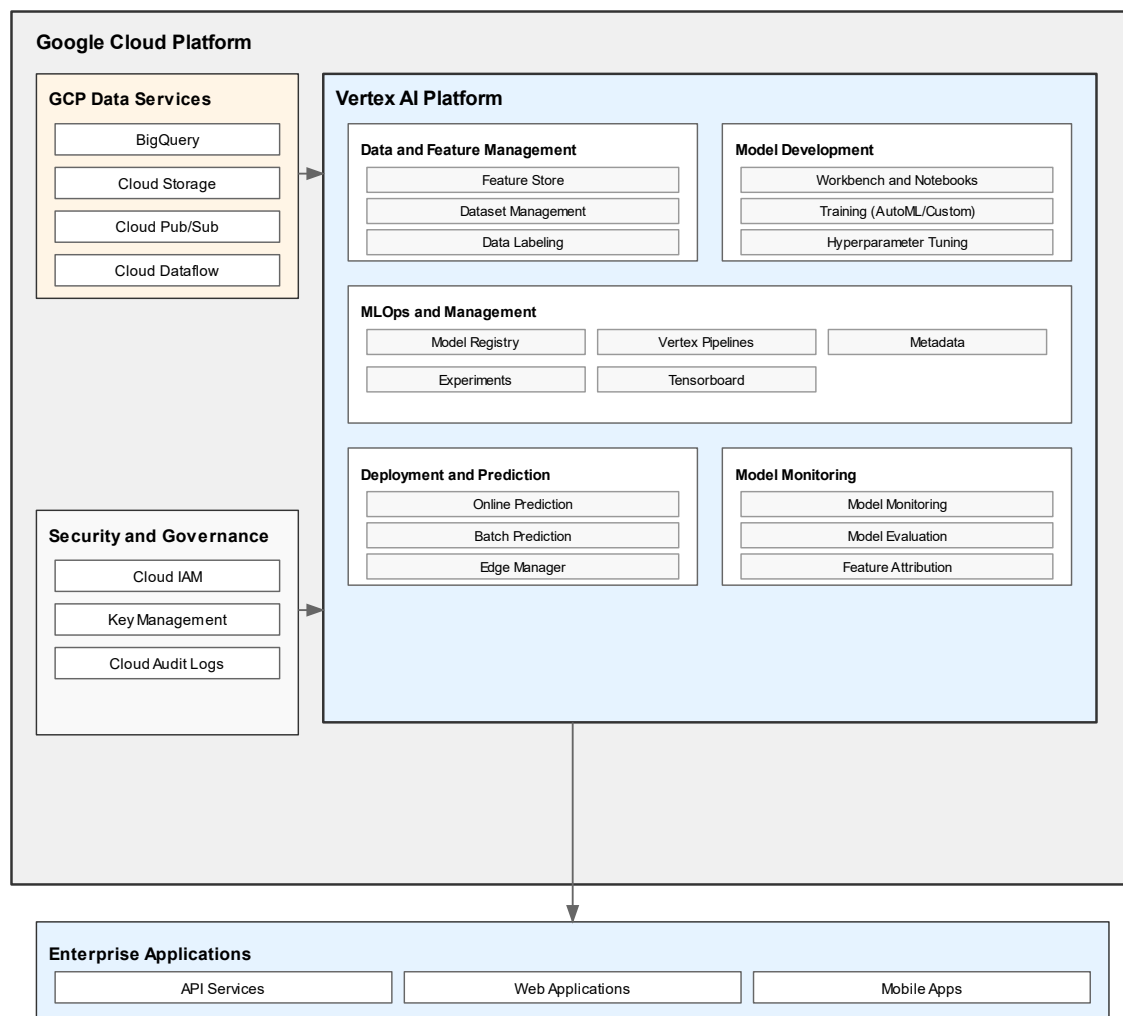 Google Cloud Platform
GCP Data Services
BigQuery
Cloud Storage
Cloud Pub/Sub
Cloud Dataflow
Security and Governance
Cloud IAM
Key Management
Cloud Audit Logs
Vertex AI Platform
Data and Feature Management
Feature Store
Dataset Management
Data Labeling
Model Development
Workbench and Notebooks
Training (AutoML/Custom)
Hyperparameter Tuning
MLOps and Management
Model Registry
Vertex Pipelines
Metadata
Experiments
Tensorboard
Deployment and Prediction
Online Prediction
Batch Prediction
Edge Manager
Model Monitoring
Model Monitoring
Model Evaluation
Feature Attribution
Enterprise Applications
API Services
Web Applications
Mobile Apps